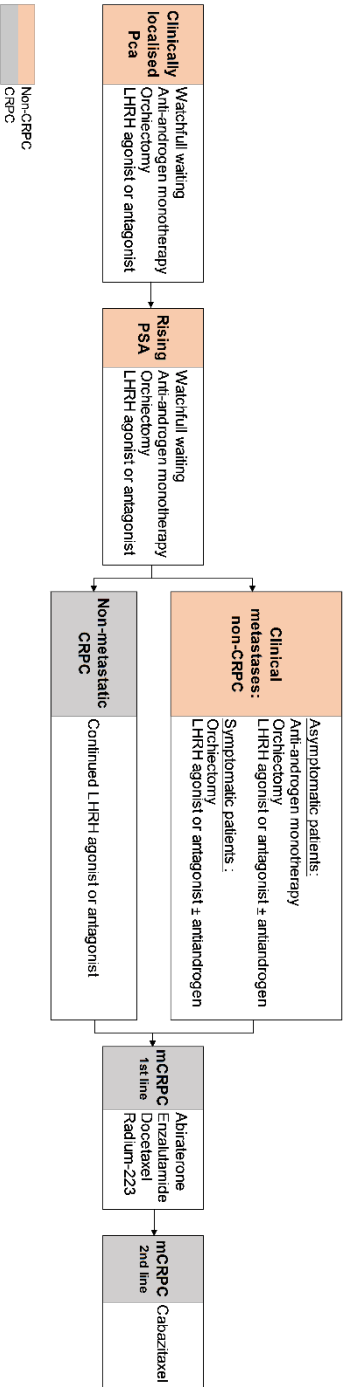 Clinically
localised
Pca
Watchfull waiting
Anti-androgen monotherapy
Orchiectomy
LHRH agonist or antagonist
Rising
PSA
Watchfull waiting
Anti-androgen monotherapy
Orchiectomy
LHRH agonist or antagonist
Clinical
metastases:
non-CRPC
Asymptomatic patients:
Anti-androgen monotherapy
Orchiectomy
LHRH agonist or antagonist ± antiandrogen
Symptomatic patients :
Orchiectomy
LHRH agonist or antagonist ± antiandrogen
Non-metastatic
CRPC
Continued LHRH agonist or antagonist
mCRPC
1st line
Abiraterone
Enzalutamide
Docetaxel
Radium-223
mCRPC
2nd line
Cabazitaxel
Non-CRPC
CRPC